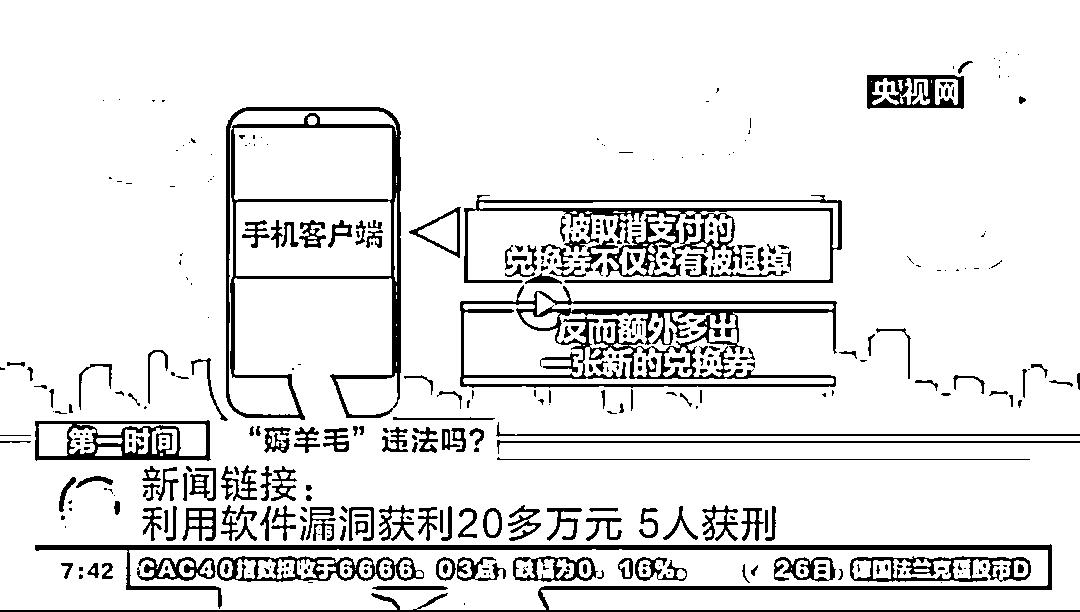 央视网
手机客户端
被取消支付的
兑换券不仅没有被退掉
反而额外多出
一张新的兑换券
第一时间
“薅羊毛”违法吗?
新闻链接:
利用软件漏洞获利20多万元 5人获刑
7:42
CAC40指数报收于6666。03点，跌幅为0。16%。 26日，德国法兰克福股市D